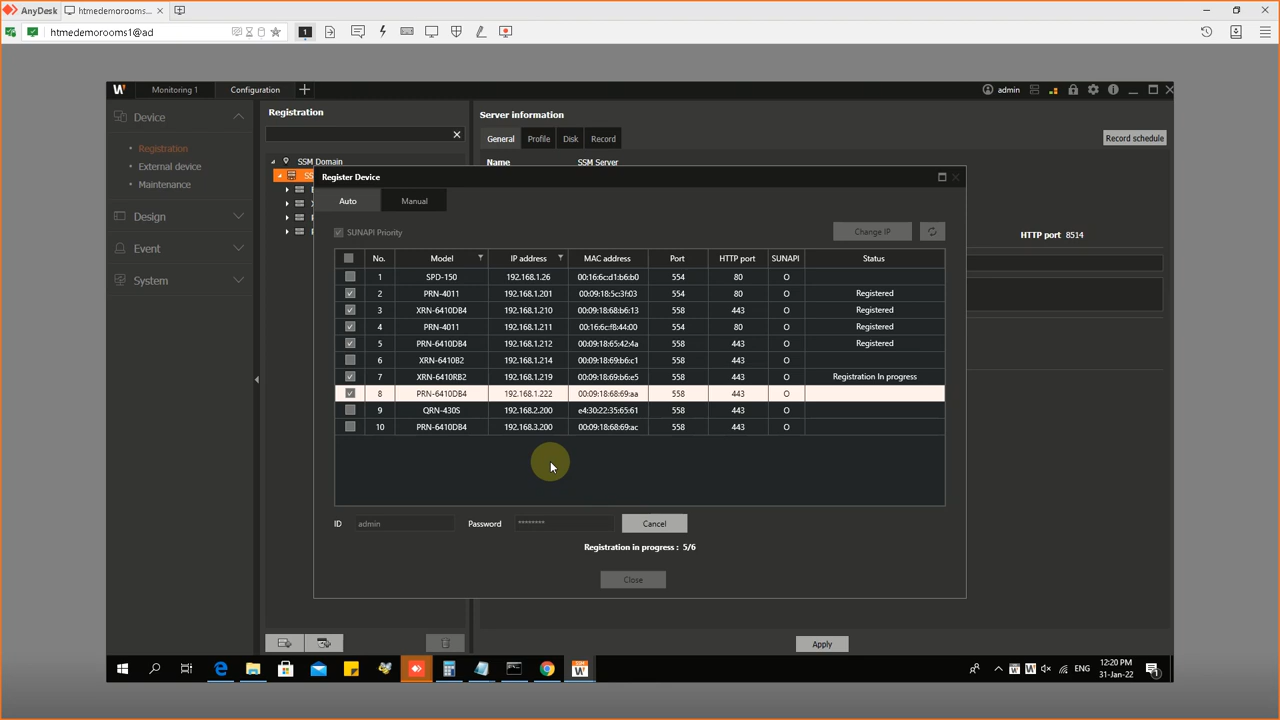 AnyDesk htmedemorooms1@ad...
htmedemorooms1@ad 1
Monitoring 1 Configuration admin
Device
Registration
External device
Maintenance
Design
Event
System
Registration
SSM Domain
Server information
General Profile Disk Record
Record schedule
Name SSM Server
HTTP port 8514
Register Device
Auto Manual
SUNAPI Priority
Change IP
No. Model IP address MAC address Port HTTP port SUNAPI Status
1 SPD-150 192.168.1.26 00:16:6c:d1:b6:b0 554 80 O
2 PRN-4011 192.168.1.201 00:09:18:5c:3f:03 554 80 O Registered
3 XRN-6410DB4 192.168.1.210 00:09:18:68:b6:13 558 443 O Registered
4 PRN-4011 192.168.1.211 00:16:6c:f8:44:00 554 80 O Registered
5 PRN-6410DB4 192.168.1.212 00:09:18:65:42:4a 558 443 O Registered
6 XRN-6410B2 192.168.1.214 00:09:18:69:b6:c1 558 443 O
7 XRN-6410RB2 192.168.1.219 00:09:18:69:b6:e5 558 443 O Registration In progress
8 PRN-6410DB4 192.168.1.222 00:09:18:68:69:aa 558 443 O
9 QRN-430S 192.168.2.200 e4:30:22:35:65:61 558 443 O
10 PRN-6410DB4 192.168.3.200 00:09:18:68:69:ac 558 443 O
ID admin Password ******** Cancel
Registration in progress : 5/6
Close
Apply
ENG 12:20 PM
31-Jan-22 1